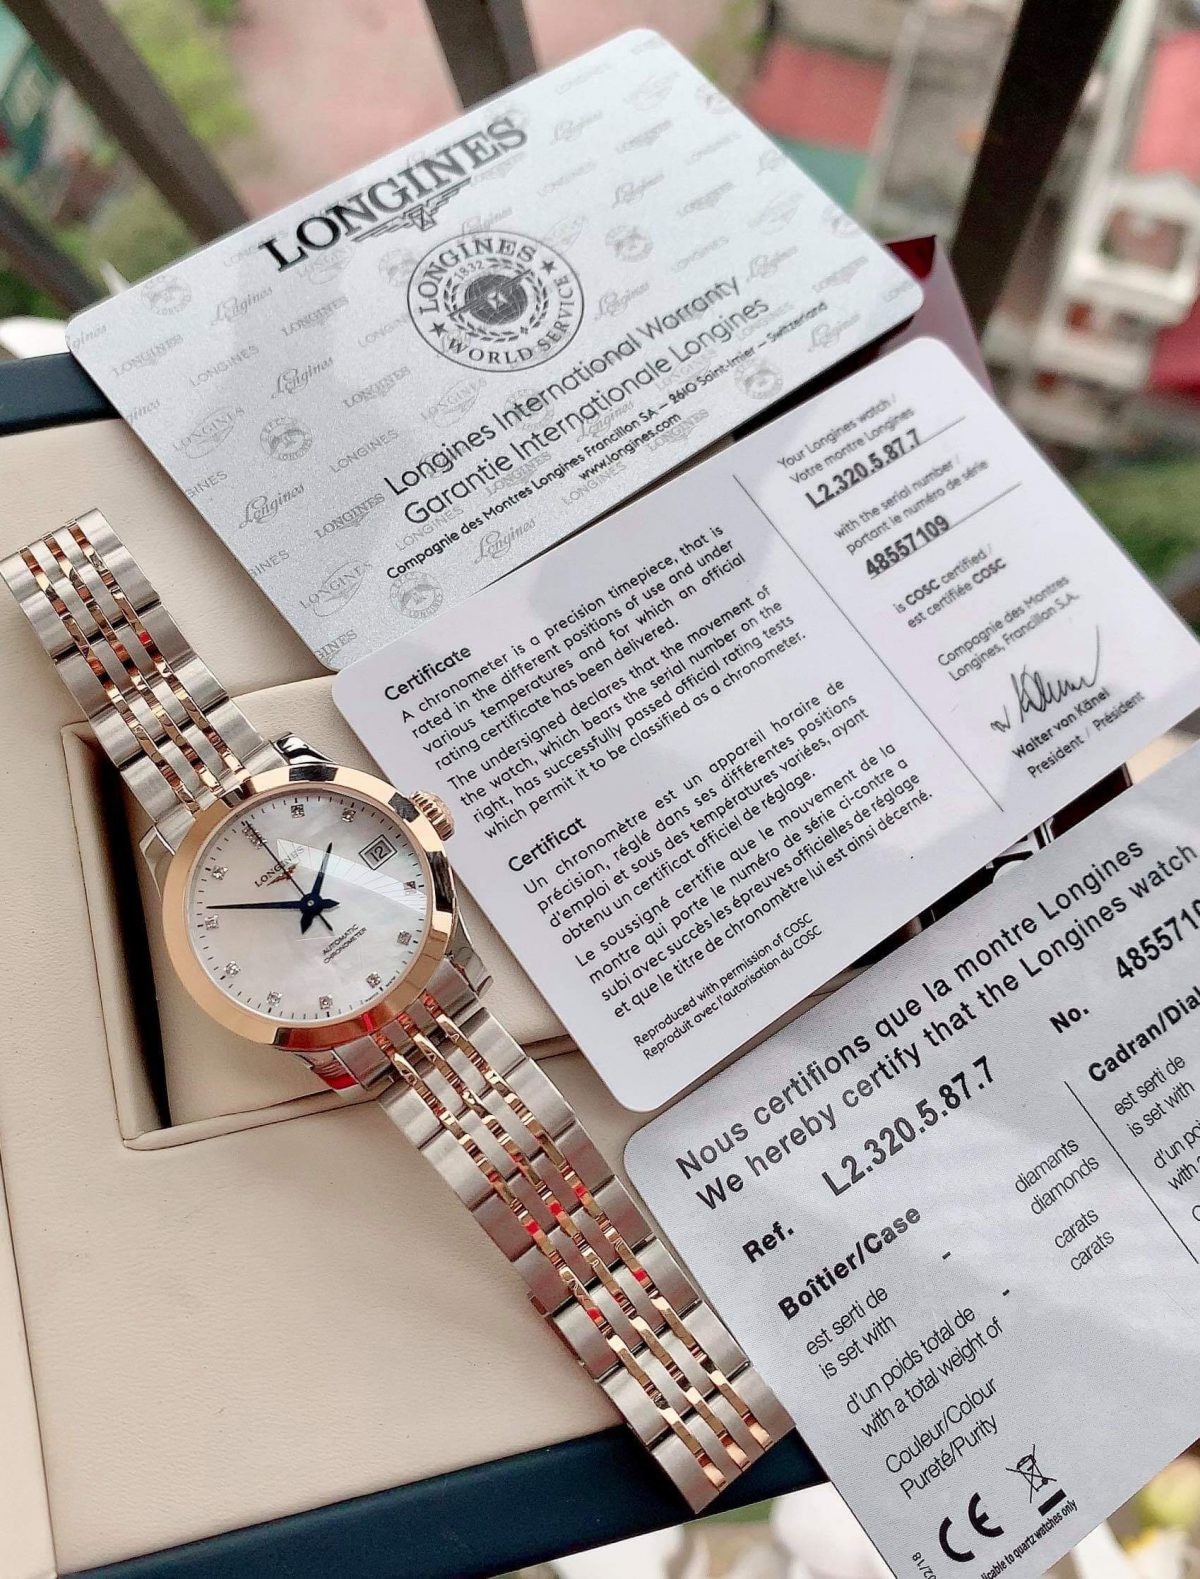 LONGINES
LONGINES
1832
WORLD SERVICE
Longines International Warranty
Garantie Internationale Longines
Compagnie des Montres Longines Francillon SA – 2610 Saint-Imier – Switzerland
www.longines.com
Certificate
A chronometer is a precision timepiece, that is
rated in the different positions of use and under
various temperatures and for which an official
rating certificate has been delivered.
The undersigned declares that the movement of
the watch, which bears the serial number on the
right, has successfully passed official rating tests
which permit it to be classified as a chronometer.
Certificat
Un chronomètre est un appareil horaire de
précision, réglé dans ses différentes positions
d'emploi et sous des températures variées, ayant
obtenu un certificat officiel de réglage.
Le soussigné certifie que le mouvement de la
montre qui porte le numéro de série ci-contre a
subi avec succès les épreuves officielles de réglage
et que le titre de chronomètre lui est ainsi décerné.
Reproduced with permission of COSC
Reproduit avec l'autorisation du COSC
Your Longines watch /
Votre montre Longines
L2.320.5.87.7
with the serial number /
portant le numéro de série
48557109
is COSC certified /
est certifiée COSC
Compagnie des Montres
Longines, Francillon S.A.
Walter von Känel
President / Président
LONGINES
12
AUTOMATIC
CHRONOMETER
Nous certifions que la montre Longines
We hereby certify that the Longines watch
Ref. L2.320.5.87.7 No. 4855710
Boîtier/Case
est serti de - diamants
is set with diamonds
d'un poids total de - carats
with a total weight of carats
Couleur/Colour
Pureté/Purity
Cadran/Dial
est serti de
is set with
d'un poi
with a
CE
licable to quartz watches only
02/18